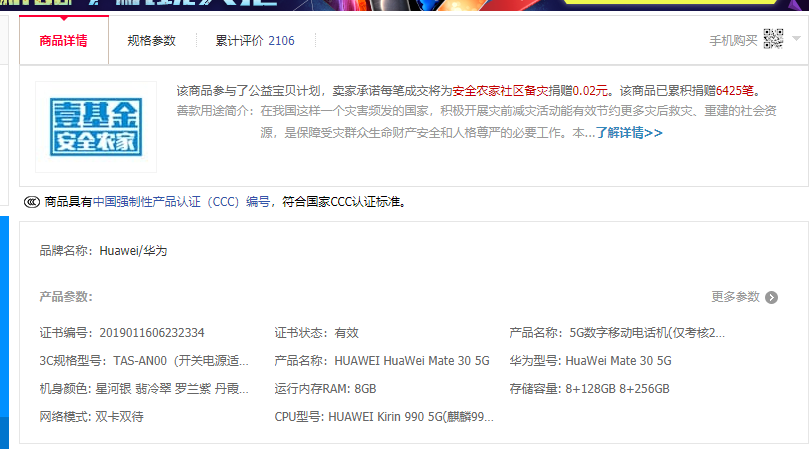 商品详情 规格参数 累计评价 2106 手机购买
该商品参与了公益宝贝计划，卖家承诺每笔成交将为安全农家社区备灾捐赠0.02元。该商品已累积捐赠6425笔。
壹基金
安全农家
善款用途简介：在我国这样一个灾害频发的国家，积极开展灾前减灾活动能有效节约更多灾后救灾、重建的社会资
源，是保障受灾群众生命财产安全和人格尊严的必要工作。本...了解详情>>
商品具有中国强制性产品认证（CCC）编号，符合国家CCC认证标准。
品牌名称：Huawei/华为
产品参数： 更多参数
证书编号：2019011606232334 证书状态：有效 产品名称：5G数字移动电话机(仅考核2...
3C规格型号：TAS-AN00（开关电源适... 产品名称：HUAWEI HuaWei Mate 30 5G 华为型号: HuaWei Mate 30 5G
机身颜色: 星河银 翡冷翠 罗兰紫 丹霞... 运行内存RAM: 8GB 存储容量: 8+128GB 8+256GB
网络模式: 双卡双待 CPU型号: HUAWEI Kirin 990 5G(麒麟99...